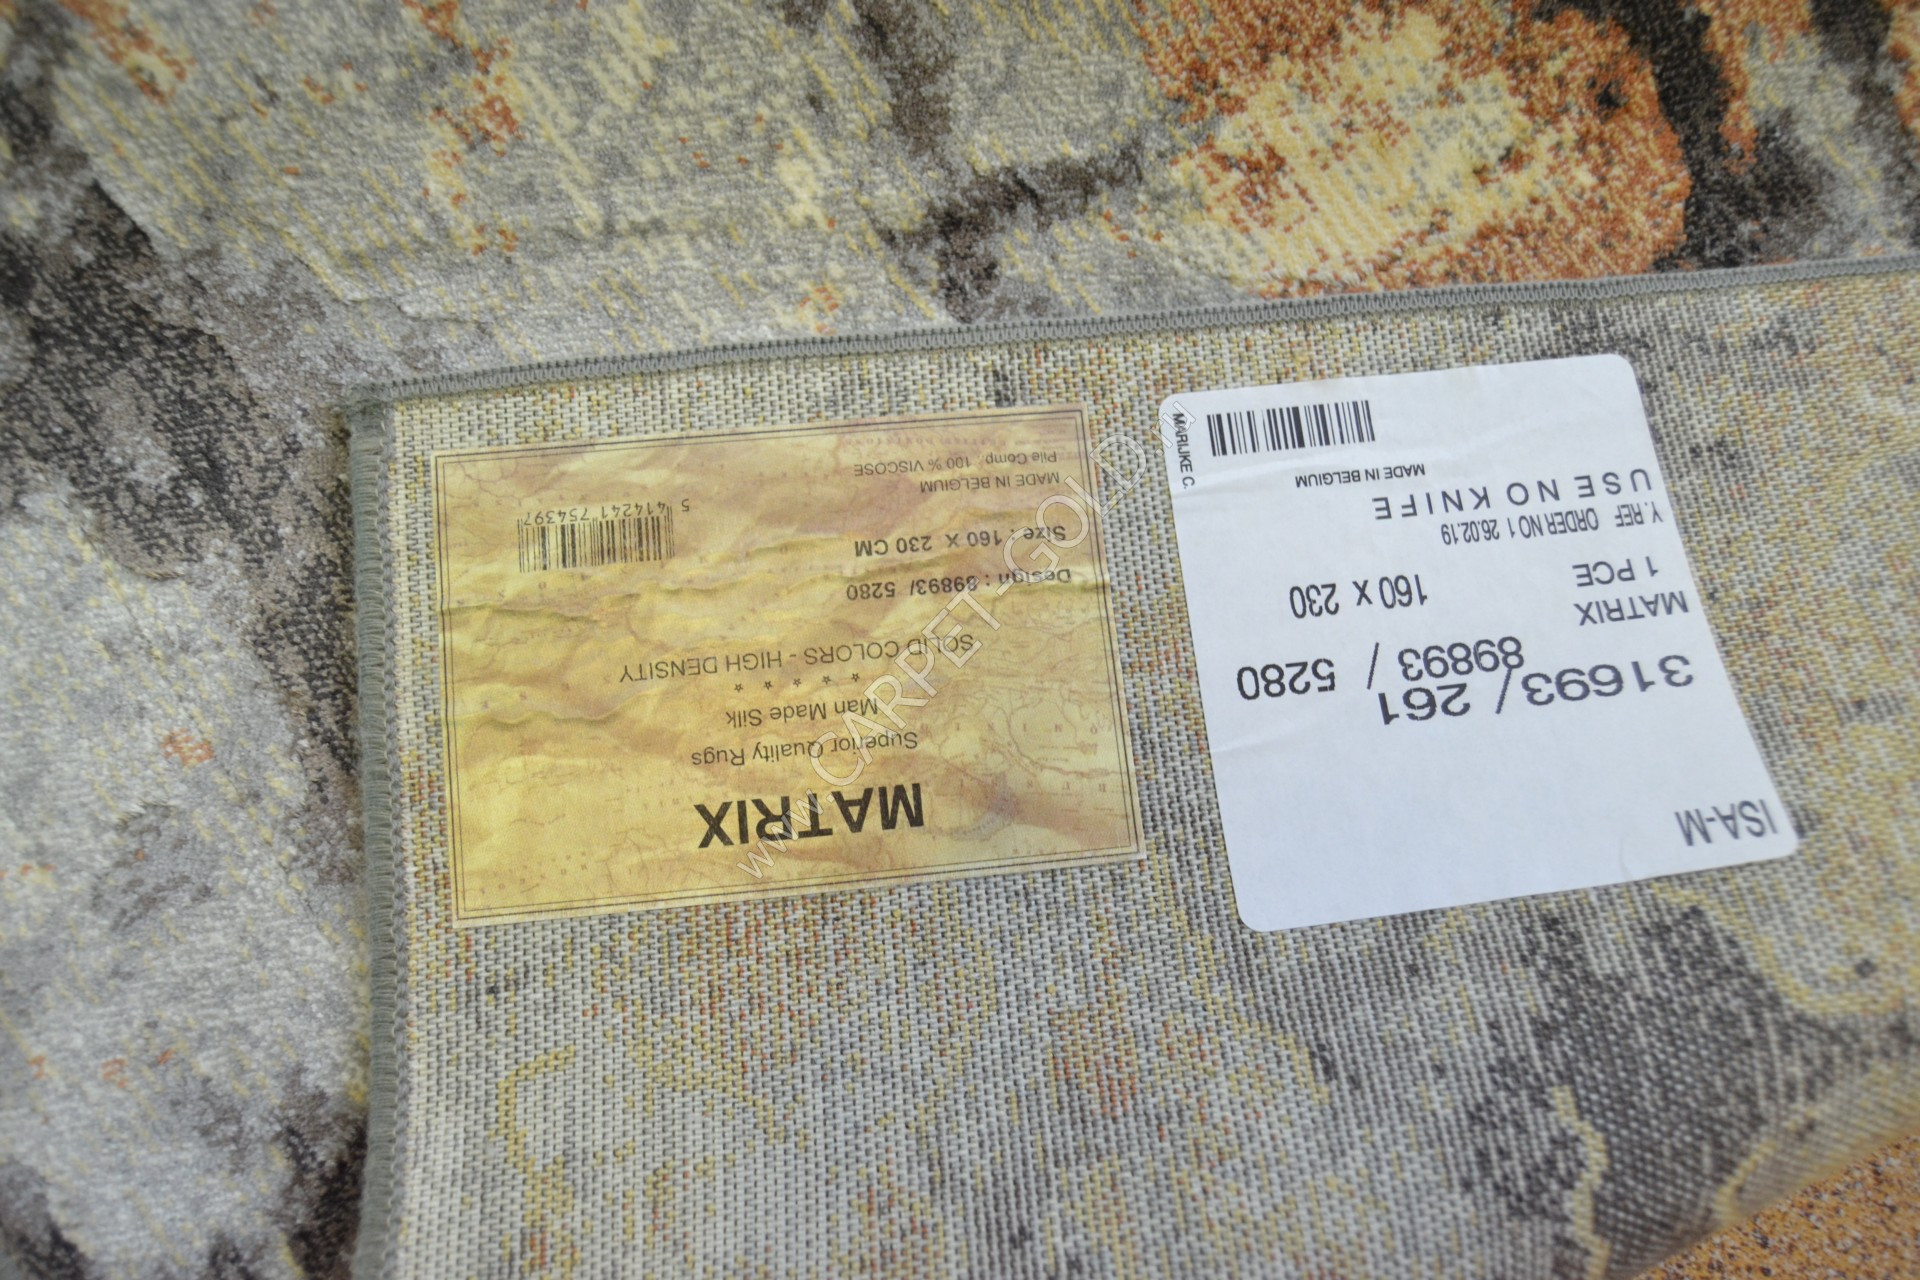 MATRIX
Superior Quality Rugs
Man Made Silk
SOLID COLORS - HIGH DENSITY
Design : 89893/ 5280
Size : 160 X 230 CM
MADE IN BELGIUM
Pile Comp. 100 % VISCOSE
5 414241 754397
ISA-M
31693/ 261
89893 / 5280
MATRIX
160 x 230
1 PCE
Y. REF ORDER NO 1 26.02.19
USE NO KNIFE
MADE IN BELGIUM
MARIJKE C.
www.CARPET-GOLD.